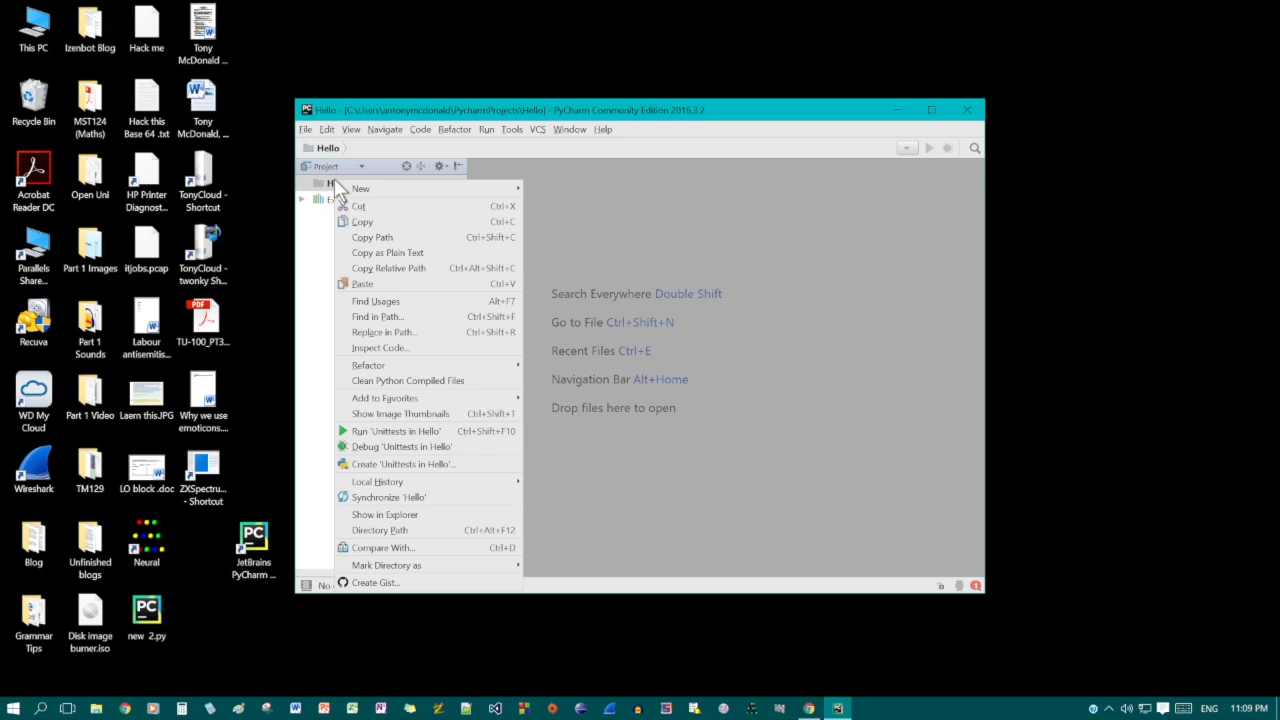 This PC
Izenbot Blog
Hack me
Tony
McDonald ...
Recycle Bin
MST124
(Maths)
Hack this
Base 64 .txt
Tony
McDonald, ...
Acrobat
Reader DC
Open Uni
HP Printer
Diagnost...
TonyCloud -
Shortcut
Parallels
Share...
Part 1 Images
itjobs.pcap
TonyCloud -
twonky Sh...
Recuva
Part 1
Sounds
Labour
antisemitis...
PDF
TU-100_PT3...
WD My
Cloud
Part 1 Video
Laern thisJPG
Why we use
emoticons....
Wireshark
TM129
LO block .doc
ZXSpectru...
- Shortcut
Blog
Unfinished
blogs
Neural
PC
JetBrains
PyCharm ...
Grammar
Tips
Disk image
burner.iso
PC
new 2.py
PC Hello - [C:\Users\antonymcdonald\PycharmProjects\Hello] - PyCharm Community Edition 2016.3.2
File Edit View Navigate Code Refactor Run Tools VCS Window Help
Hello
Project
New
Cut Ctrl+X
Copy Ctrl+C
Copy Path Ctrl+Shift+C
Copy as Plain Text
Copy Relative Path Ctrl+Alt+Shift+C
Paste Ctrl+V
Find Usages Alt+F7
Find in Path... Ctrl+Shift+F
Replace in Path... Ctrl+Shift+R
Inspect Code...
Refactor
Clean Python Compiled Files
Add to Favorites
Show Image Thumbnails Ctrl+Shift+T
Run 'Unittests in Hello' Ctrl+Shift+F10
Debug 'Unittests in Hello'
Create 'Unittests in Hello'...
Local History
Synchronize 'Hello'
Show in Explorer
Directory Path Ctrl+Alt+F12
Compare With... Ctrl+D
Mark Directory as
Create Gist...
Search Everywhere Double Shift
Go to File Ctrl+Shift+N
Recent Files Ctrl+E
Navigation Bar Alt+Home
Drop files here to open
No
ENG 11:09 PM